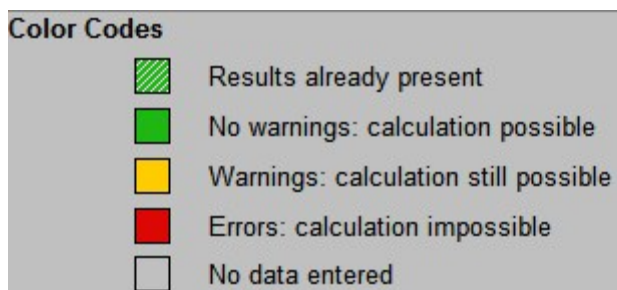 Color Codes
Results already present
No warnings: calculation possible
Warnings: calculation still possible
Errors: calculation impossible
No data entered